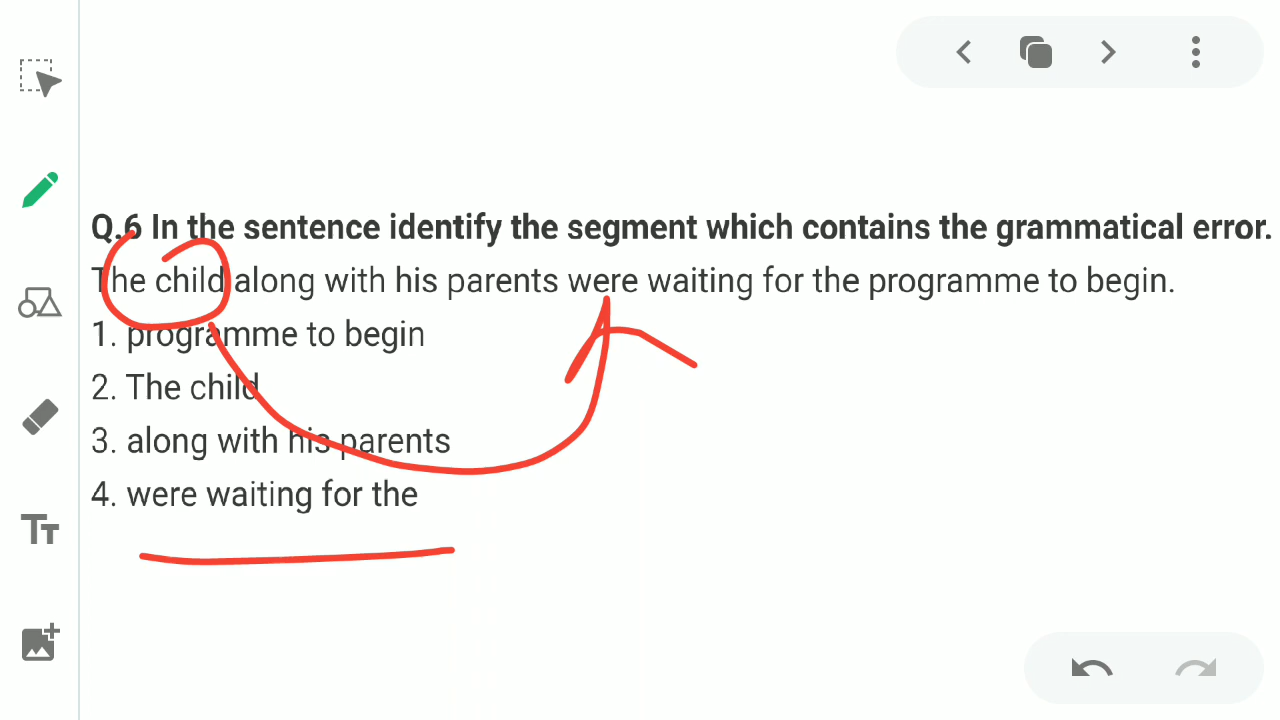 Q.6 In the sentence identify the segment which contains the grammatical error.
The child along with his parents were waiting for the programme to begin.
1. programme to begin
2. The child
3. along with his parents
4. were waiting for the
TT